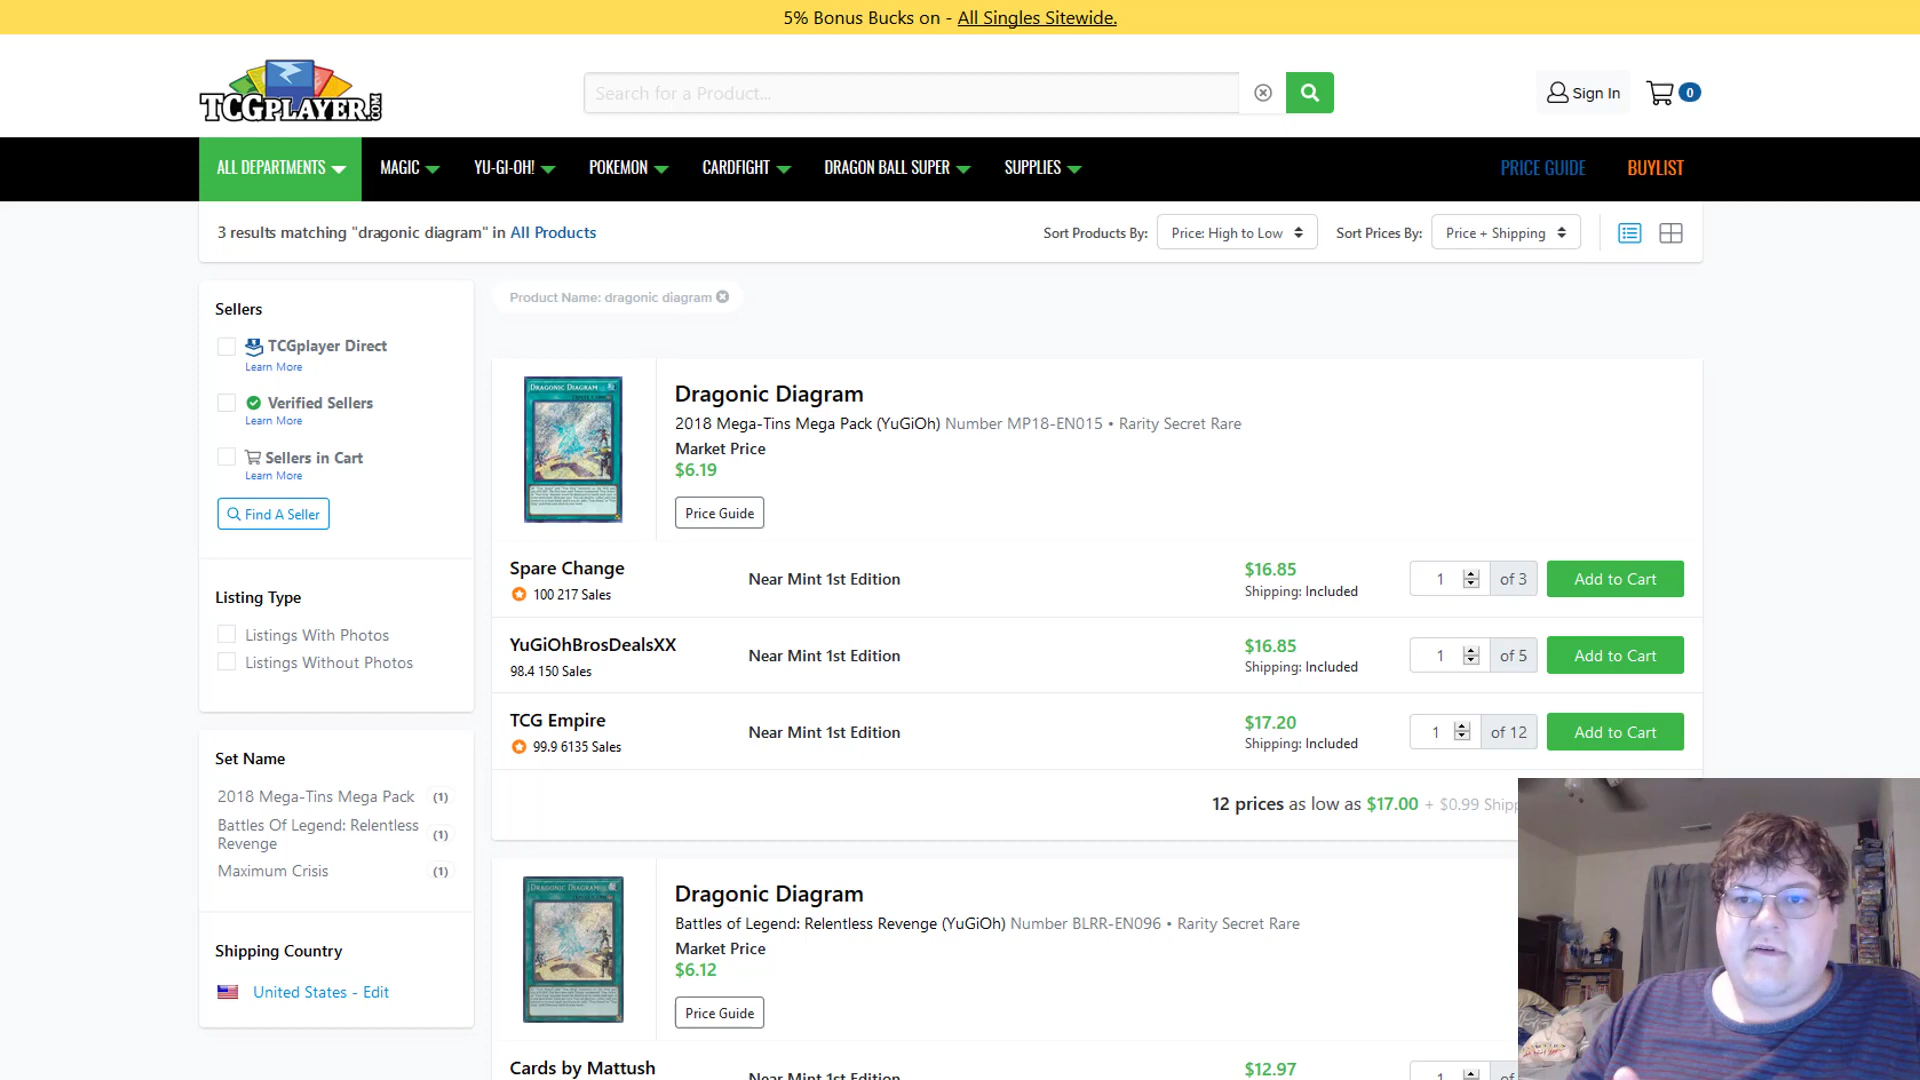 5% Bonus Bucks on - All Singles Sitewide.
TCGPLAYER.COM
Search for a Product...
Sign In
0
ALL DEPARTMENTS
MAGIC
YU-GI-OH!
POKEMON
CARDFIGHT
DRAGON BALL SUPER
SUPPLIES
PRICE GUIDE
BUYLIST
3 results matching "dragonic diagram" in All Products
Sort Products By:
Price: High to Low
Sort Prices By:
Price + Shipping
Sellers
TCGplayer Direct
Learn More
Verified Sellers
Learn More
Sellers in Cart
Learn More
Find A Seller
Listing Type
Listings With Photos
Listings Without Photos
Set Name
2018 Mega-Tins Mega Pack (1)
Battles Of Legend: Relentless
Revenge (1)
Maximum Crisis (1)
Shipping Country
United States - Edit
Product Name: dragonic diagram
DRAGONIC DIAGRAM
Dragonic Diagram
2018 Mega-Tins Mega Pack (YuGiOh) Number MP18-EN015 • Rarity Secret Rare
Market Price
$6.19
Price Guide
Spare Change
100 217 Sales
Near Mint 1st Edition
$16.85
Shipping: Included
1
of 3
Add to Cart
YuGiOhBrosDealsXX
98.4 150 Sales
Near Mint 1st Edition
$16.85
Shipping: Included
1
of 5
Add to Cart
TCG Empire
99.9 6135 Sales
Near Mint 1st Edition
$17.20
Shipping: Included
1
of 12
Add to Cart
12 prices as low as $17.00 + $0.99 Shipp
DRAGONIC DIAGRAM
Dragonic Diagram
Battles of Legend: Relentless Revenge (YuGiOh) Number BLRR-EN096 • Rarity Secret Rare
Market Price
$6.12
Price Guide
Cards by Mattush
Near Mint 1st Edition
$12.97
1
of